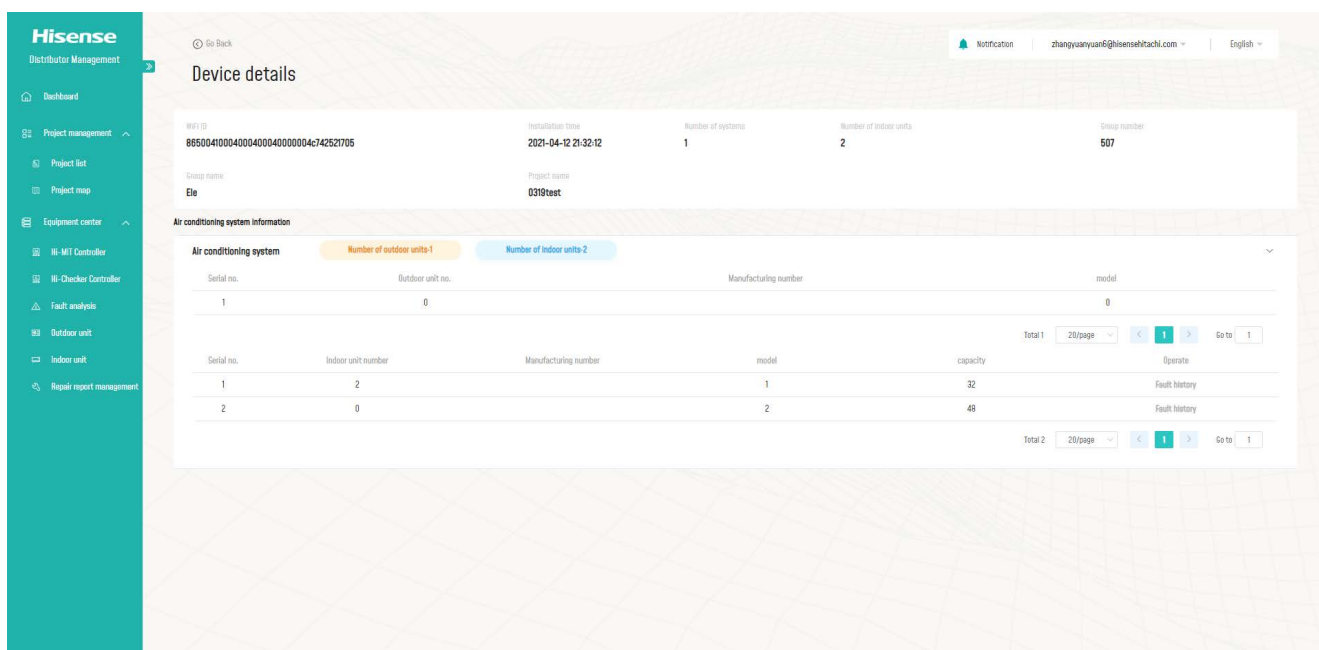 Hisense
Distributor Management
Dashboard
Project management
Project list
Project map
Equipment center
Hi-MIT Controller
Hi-Checker Controller
Fault analysis
Outdoor unit
Indoor unit
Repair report management
Go Back
Notification zhangyuanyuan6@hisensehitachi.com English
Device details
WIFI ID Installation time Number of systems Number of indoor units Group number
86500410004000400040000004c742521705 2021-04-12 21:32:12 1 2 507
Group name Project name
Ele 0319test
Air conditioning system information
Air conditioning system Number of outdoor units-1 Number of indoor units-2
Serial no. Outdoor unit no. Manufacturing number model
1 0 0
Total 1 20/page < 1 > Go to 1
Serial no. Indoor unit number Manufacturing number model capacity Operate
1 2 1 32 Fault history
2 0 2 48 Fault history
Total 2 20/page < 1 > Go to 1